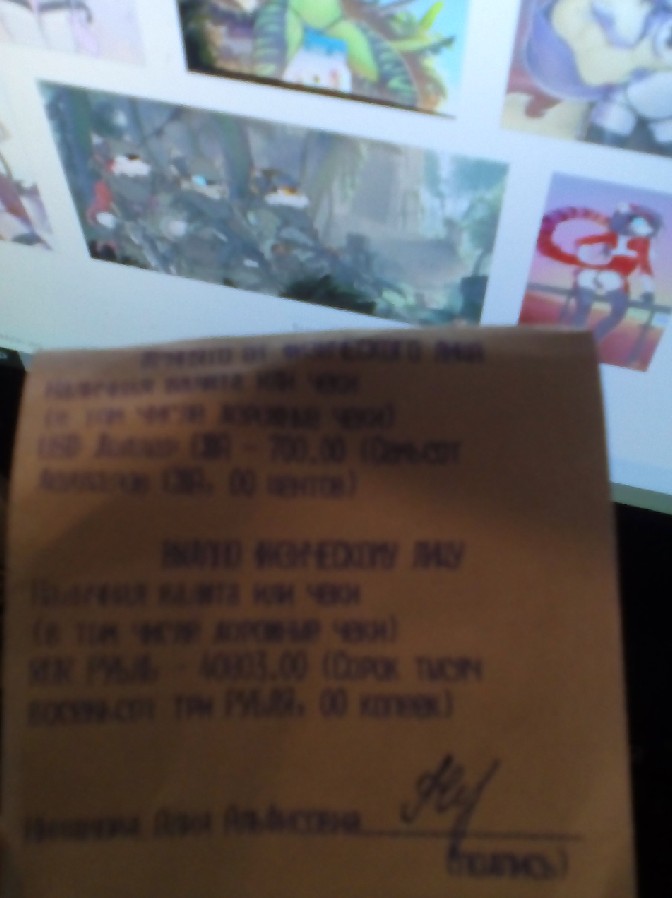 ПРИНЯТО ОТ ФИЗИЧЕСКОГО ЛИЦА
Наличная валюта или чеки
(в том числе дорожные чеки)
USD Доллар США - 700.00 (Семьсот
долларов США, 00 центов)
ВЫДАНО ФИЗИЧЕСКОМУ ЛИЦУ
Наличная валюта или чеки
(в том числе дорожные чеки)
Рубль - 40803.00 (Сорок тысяч
восемьсот три Рубля, 00 копеек)
(подпись)